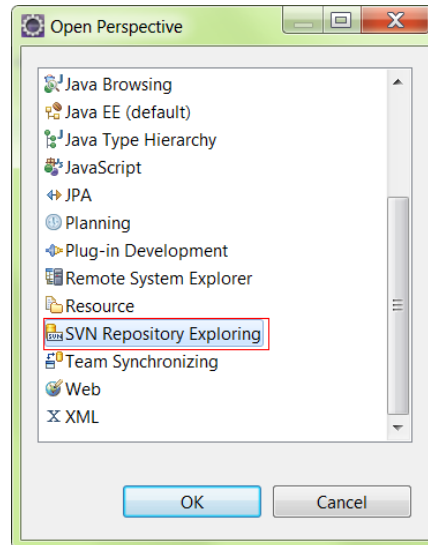 Open Perspective
Java Browsing
Java EE (default)
Java Type Hierarchy
JavaScript
JPA
Planning
Plug-in Development
Remote System Explorer
Resource
SVN Repository Exploring
Team Synchronizing
Web
XML
OK
Cancel